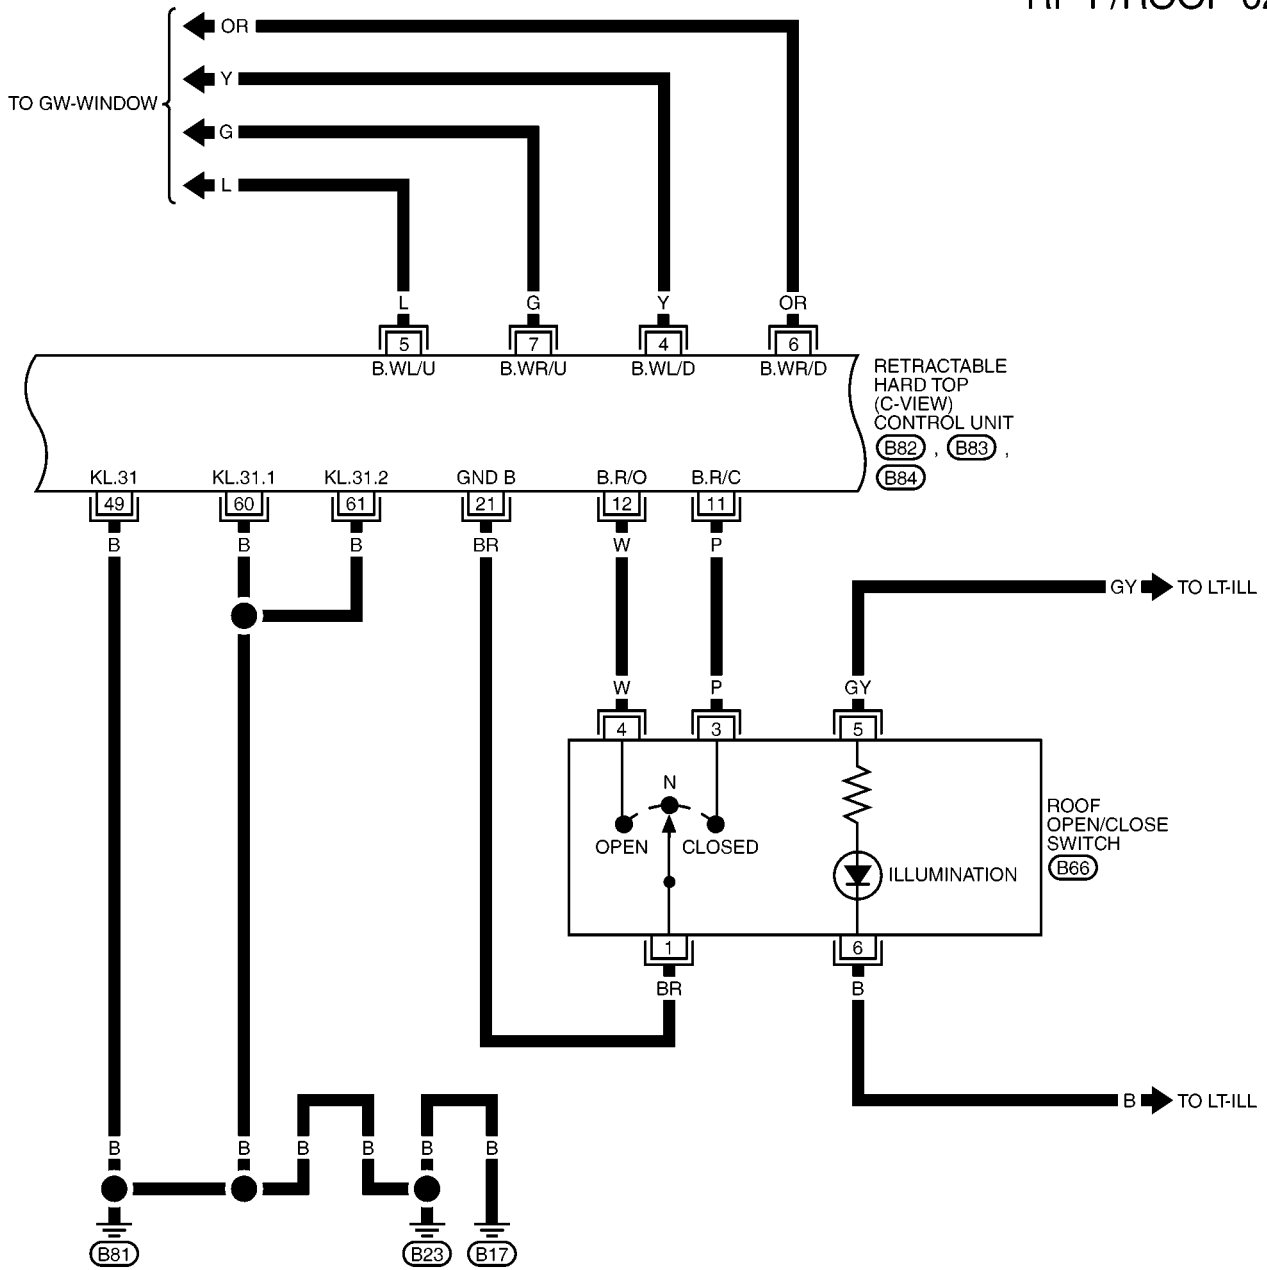 OR
Y
TO GW-WINDOW
G
L
L G Y OR
5 7 4 6
B.WL/U B.WR/U B.WL/D B.WR/D
RETRACTABLE
HARD TOP
(C-VIEW)
CONTROL UNIT
B82 , B83 ,
B84
KL.31 KL.31.1 KL.31.2 GND B B.R/O B.R/C
49 60 61 21 12 11
B B B BR W P
GY TO LT-ILL
W P GY
4 3 5
N
OPEN CLOSED
ROOF
OPEN/CLOSE
SWITCH
B66
ILLUMINATION
1 6
BR B
B TO LT-ILL
B B B B B B
B81 B23 B17